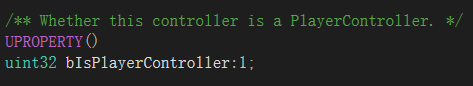 /** Whether this controller is a PlayerController. */
UPROPERTY()
uint32 bIsPlayerController:1;